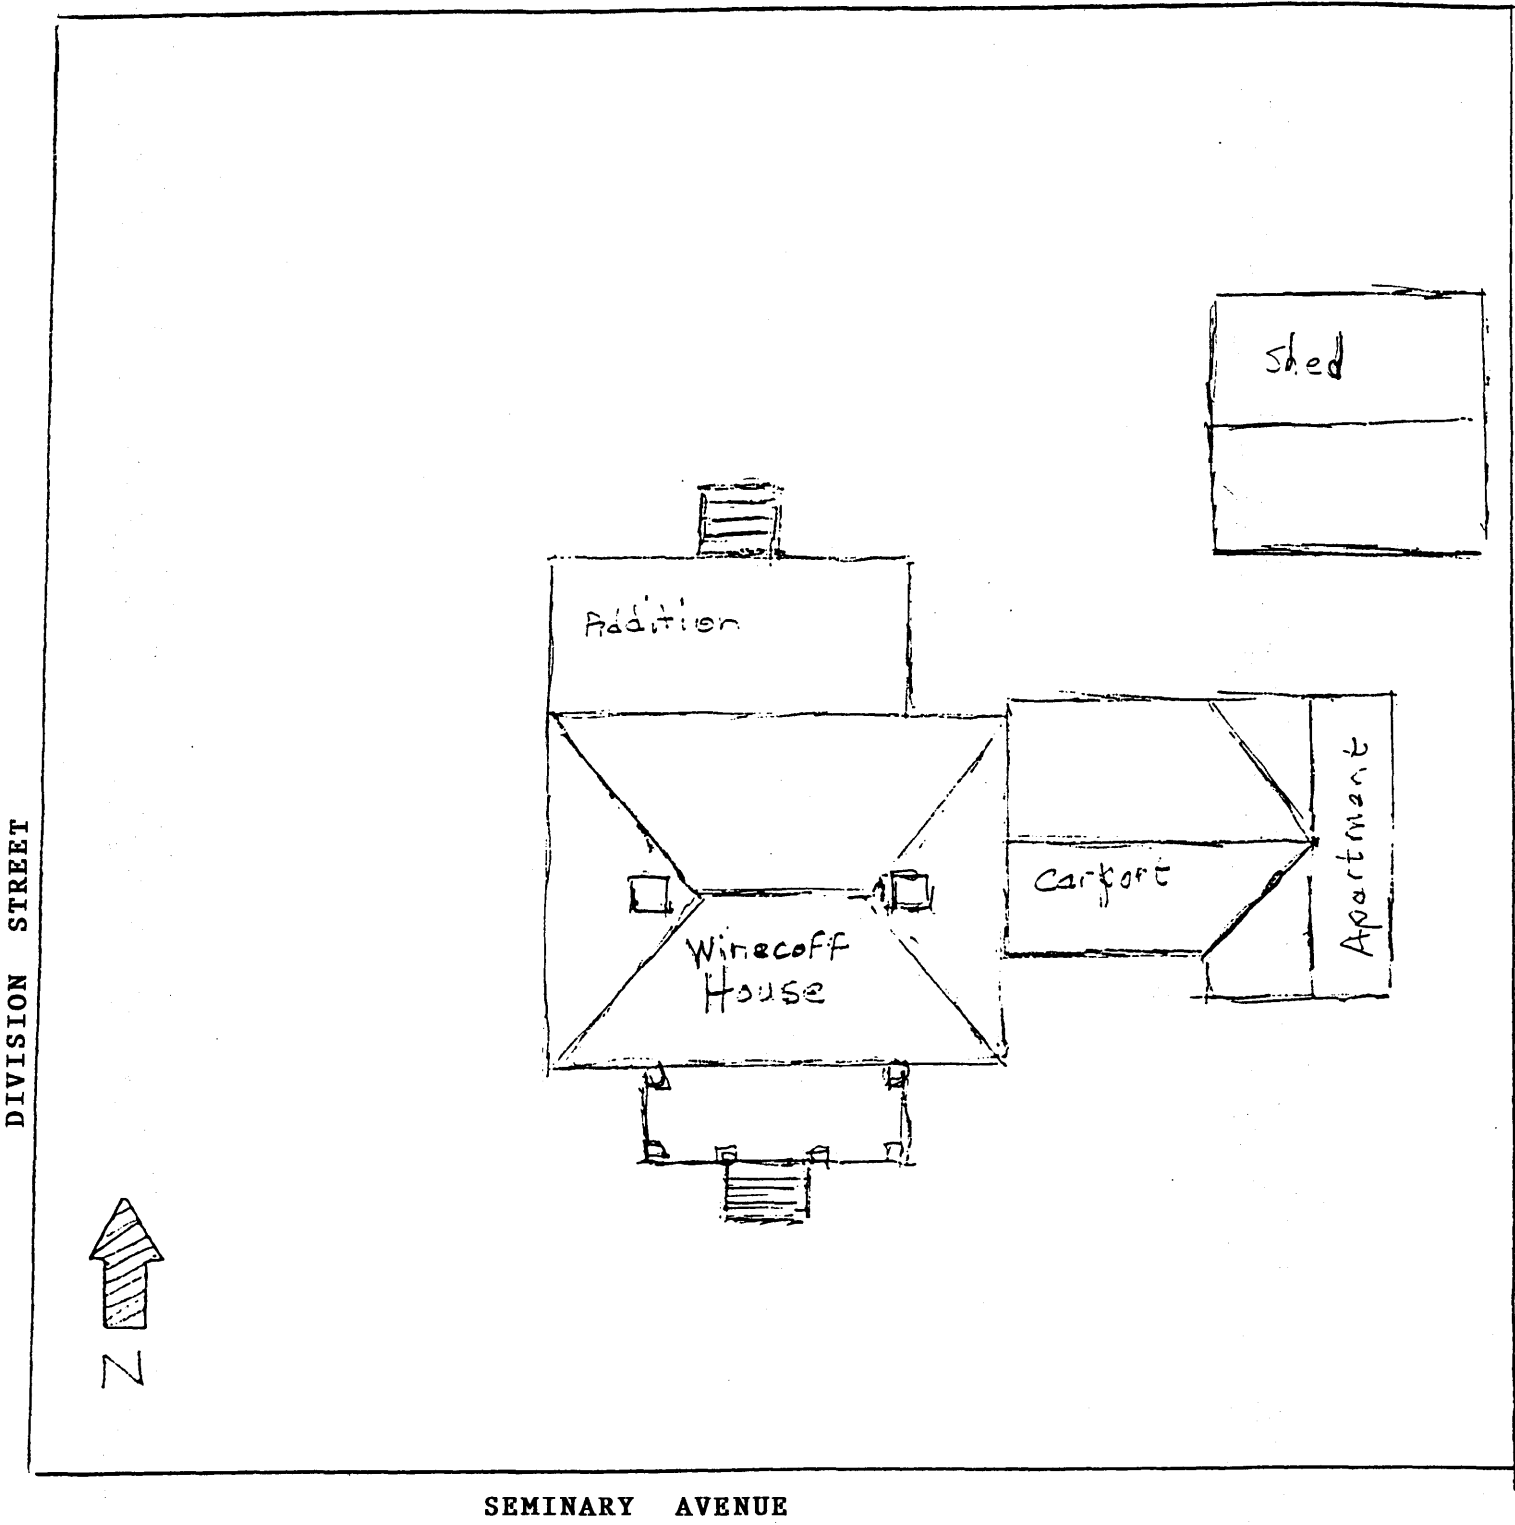 Shed
Addition
Carport
Apartment
Winecoff
House
DIVISION STREET
N
SEMINARY AVENUE